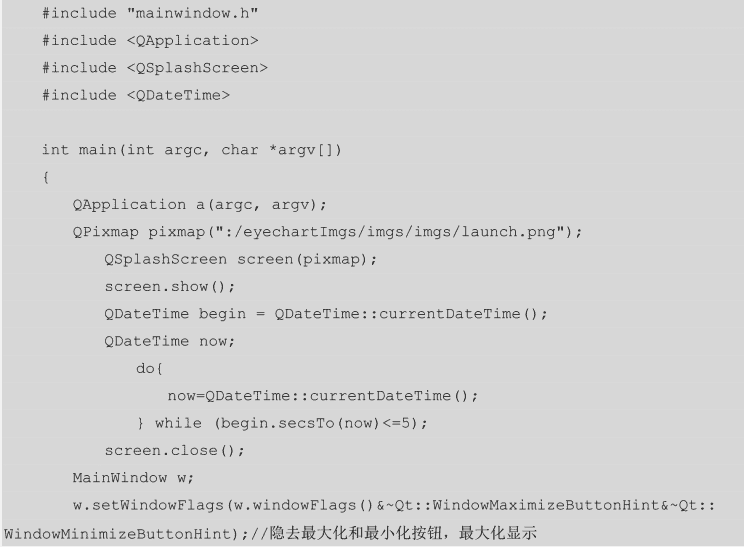 #include "mainwindow.h"
#include <QApplication>
#include <QSplashScreen>
#include <QDateTime>
int main(int argc, char *argv[])
{
QApplication a(argc, argv);
QPixmap pixmap(":/eyechartImgs/imgs/imgs/launch.png");
QSplashScreen screen(pixmap);
screen.show();
QDateTime begin = QDateTime::currentDateTime();
QDateTime now;
do{
now=QDateTime::currentDateTime();
} while (begin.secsTo(now)<=5);
screen.close();
MainWindow w;
w.setWindowFlags(w.windowFlags()&~Qt::WindowMaximizeButtonHint&~Qt::
WindowMinimizeButtonHint);//隐去最大化和最小化按钮，最大化显示